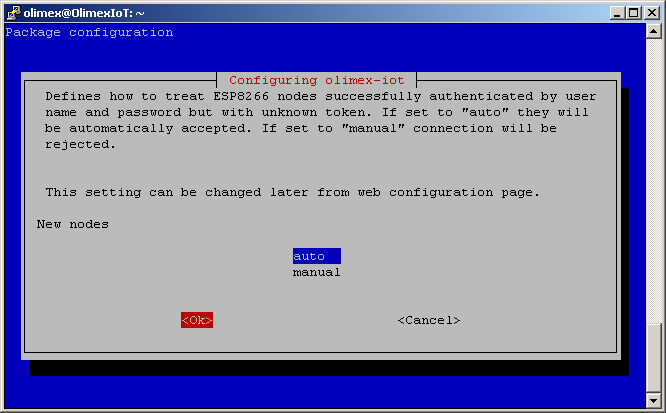 olimex@OlimexIoT: ~
Package configuration
Configuring olimex-iot
Defines how to treat ESP8266 nodes successfully authenticated by user
name and password but with unknown token. If set to "auto" they will
be automatically accepted. If set to "manual" connection will be
rejected.
This setting can be changed later from web configuration page.
New nodes
auto
manual
<Ok> <Cancel>